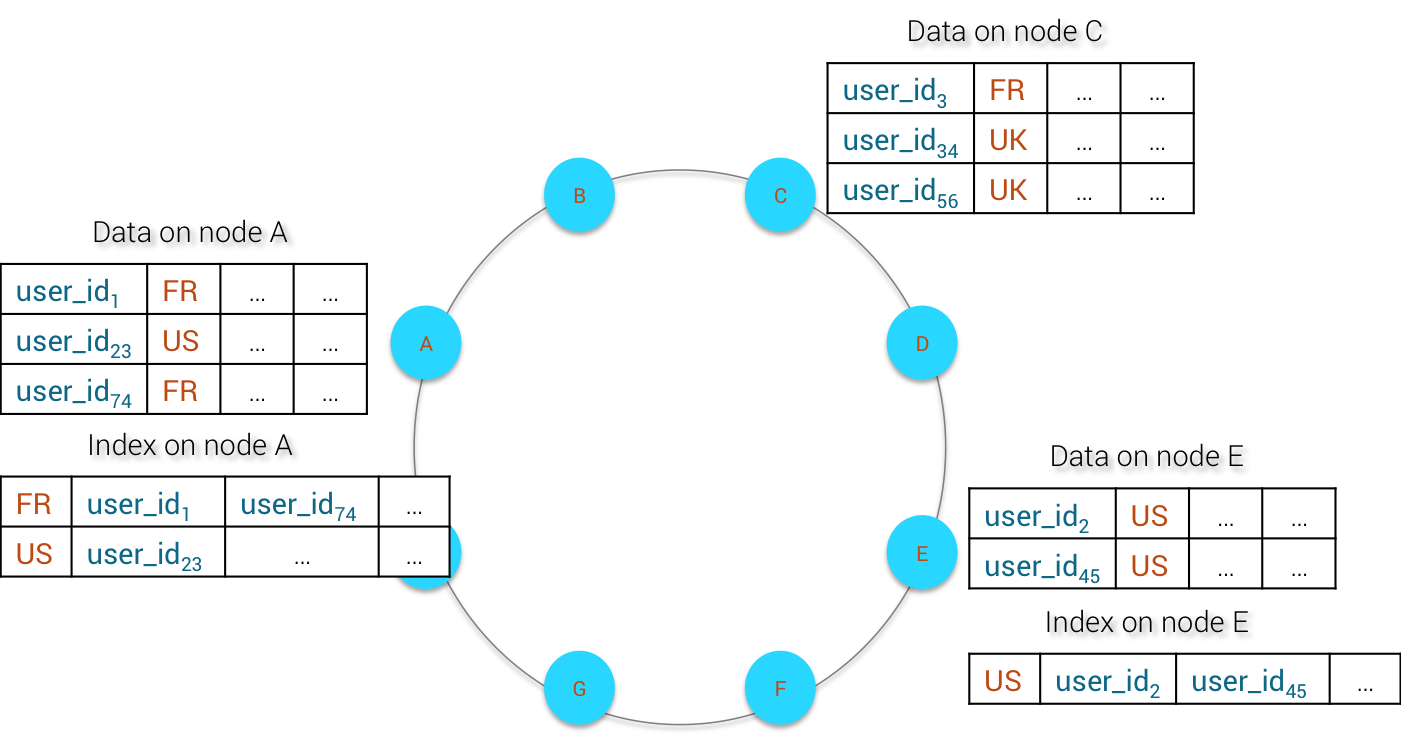 Data on node C
user_id3 FR ... ...
user_id34 UK ... ...
user_id56 UK ... ...
B
C
Data on node A
user_id1 FR ... ...
user_id23 US ... ...
user_id74 FR ... ...
A
D
Index on node A
FR user_id1 user_id74 ...
US user_id23 ... ...
Data on node E
user_id2 US ... ...
user_id45 US ... ...
E
Index on node E
US user_id2 user_id45 ...
G
F